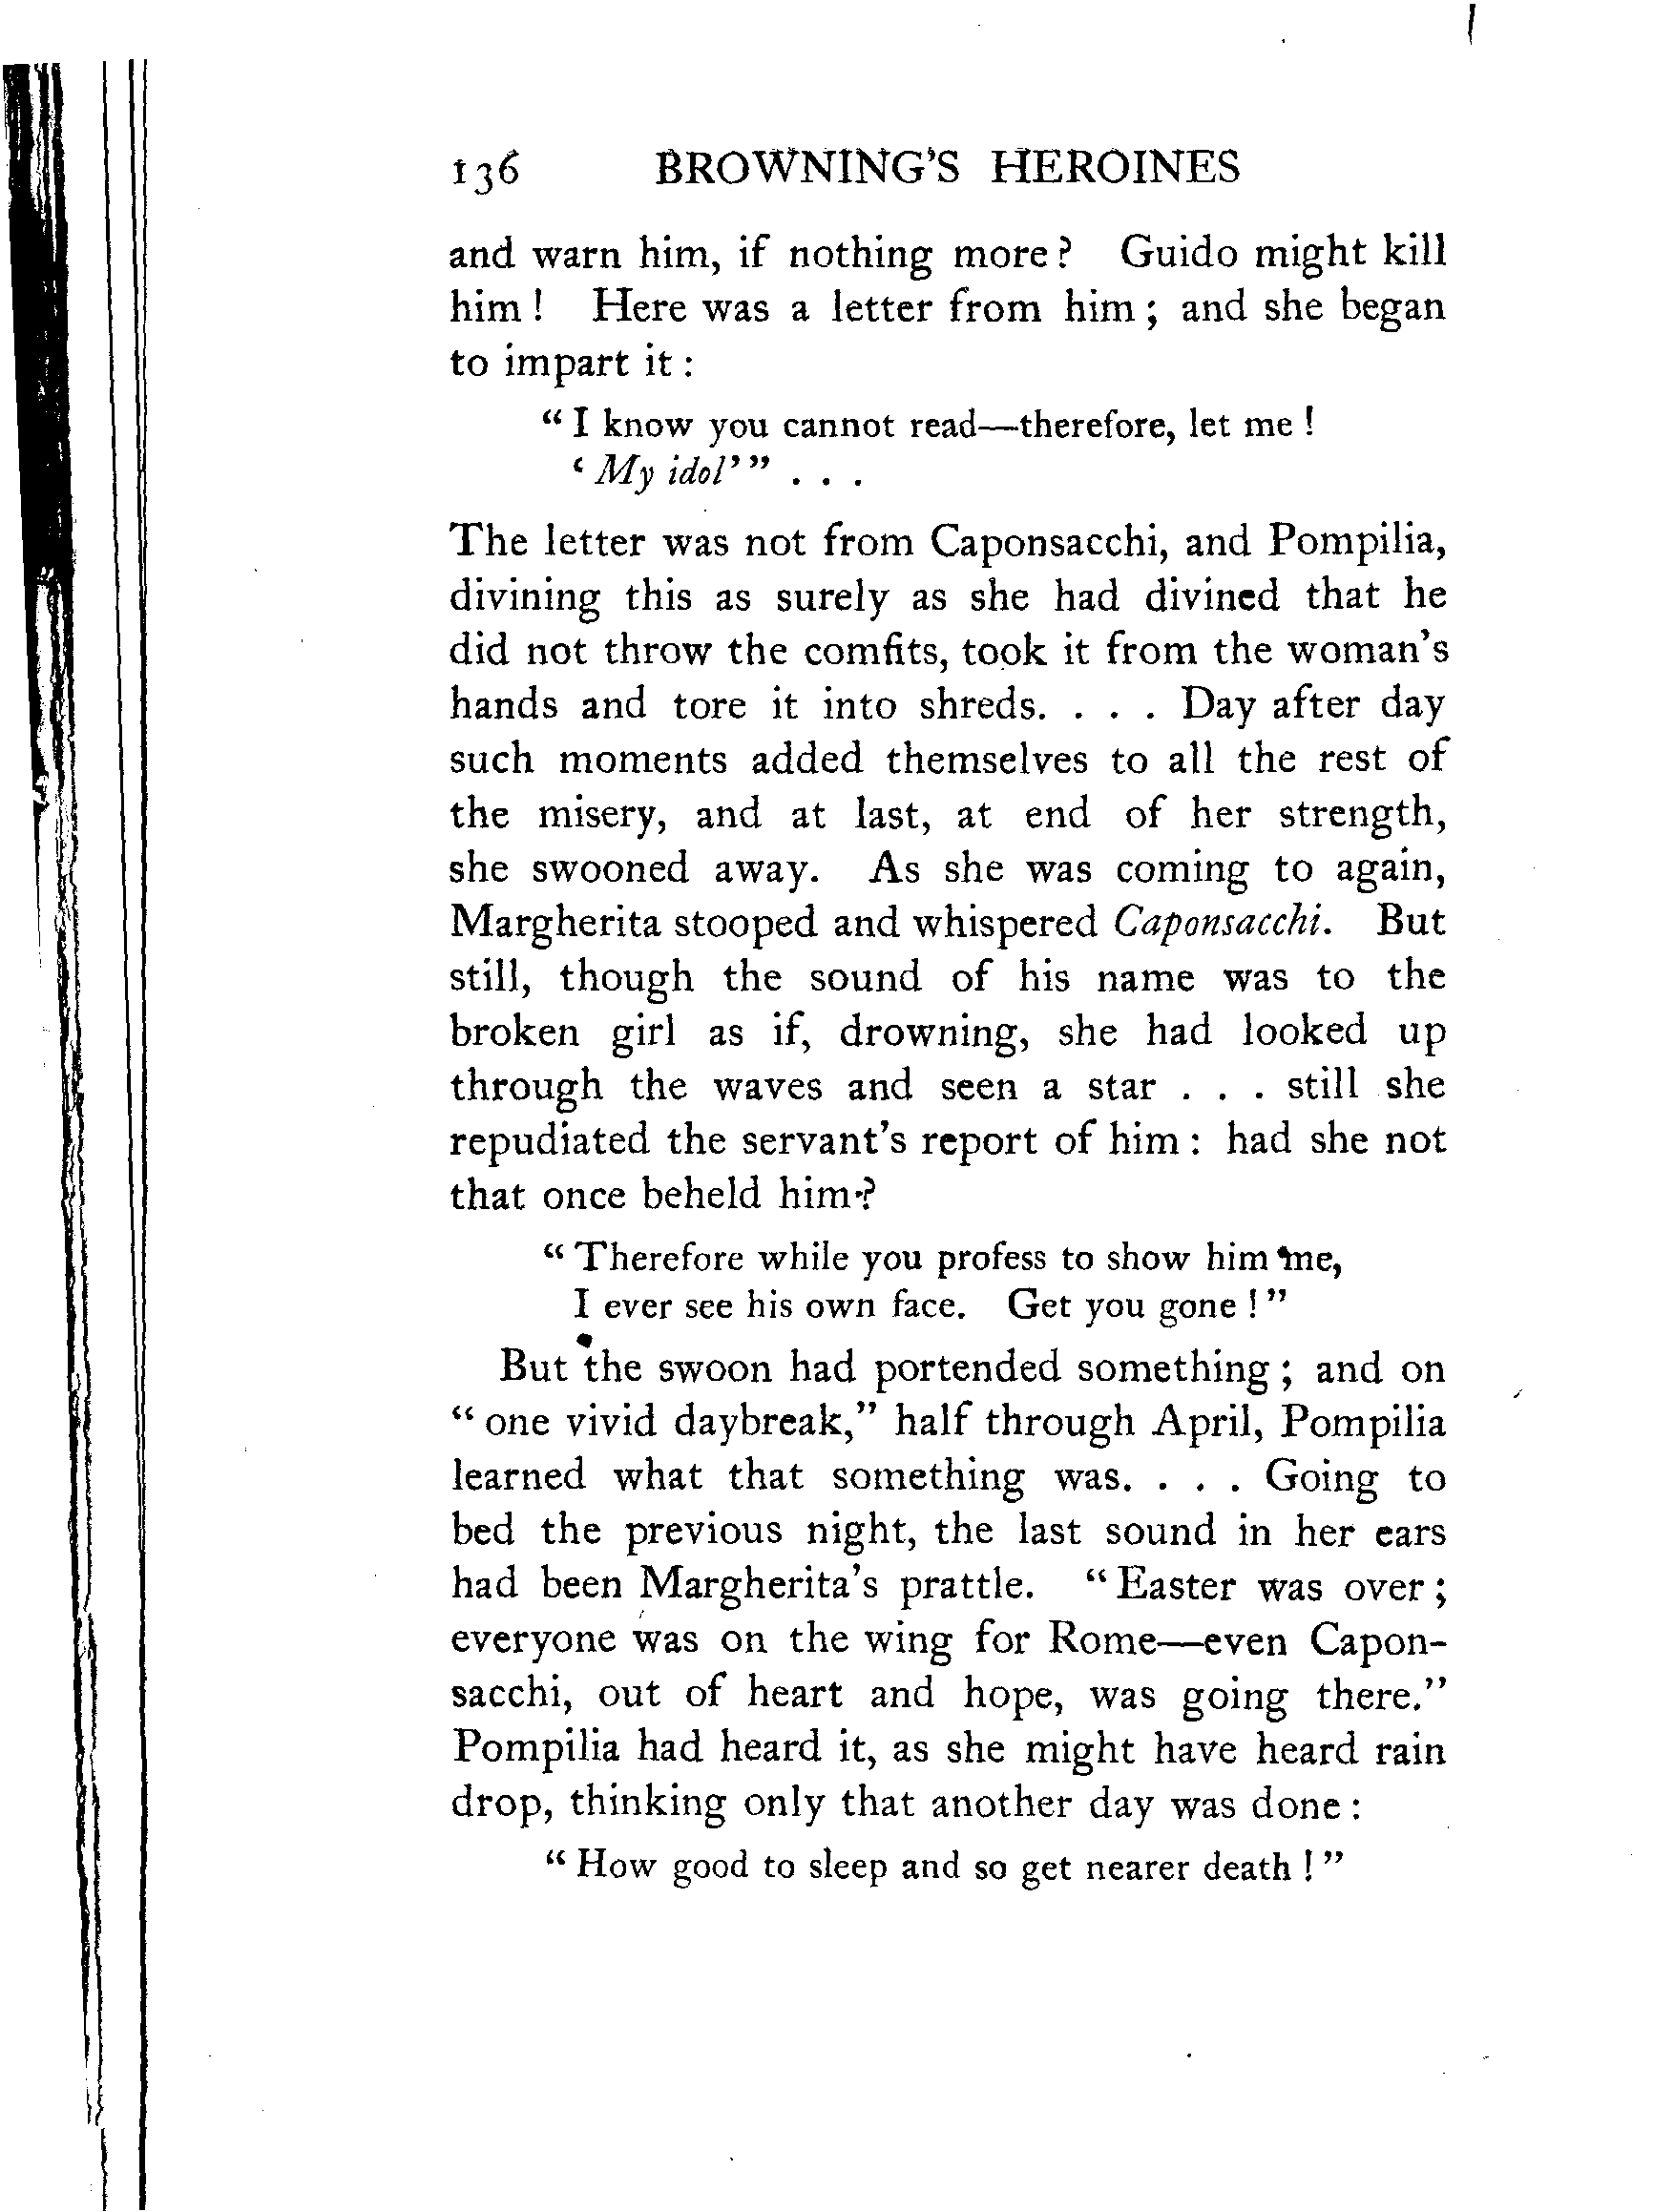 136 BROWNING'S HEROINES
and warn him, if nothing more? Guido might kill
him! Here was a letter from him; and she began
to impart it:
"I know you cannot read—therefore, let me!
'My idol'" . . .
The letter was not from Caponsacchi, and Pompilia,
divining this as surely as she had divined that he
did not throw the comfits, took it from the woman's
hands and tore it into shreds. . . . Day after day
such moments added themselves to all the rest of
the misery, and at last, at end of her strength,
she swooned away. As she was coming to again,
Margherita stooped and whispered Caponsacchi. But
still, though the sound of his name was to the
broken girl as if, drowning, she had looked up
through the waves and seen a star . . . still she
repudiated the servant's report of him: had she not
that once beheld him?
"Therefore while you profess to show him me,
I ever see his own face. Get you gone!"
But the swoon had portended something; and on
"one vivid daybreak," half through April, Pompilia
learned what that something was. . . . Going to
bed the previous night, the last sound in her ears
had been Margherita's prattle. "Easter was over;
everyone was on the wing for Rome—even Capon-
sacchi, out of heart and hope, was going there."
Pompilia had heard it, as she might have heard rain
drop, thinking only that another day was done:
"How good to sleep and so get nearer death!"